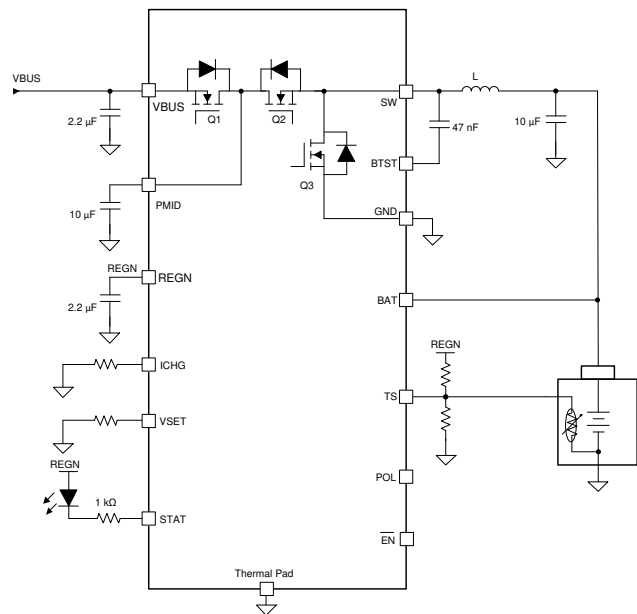 VBUS
2.2 µF
VBUS
Q1
Q2
Q3
SW
L
10 µF
47 nF
BTST
PMID
10 µF
GND
REGN
REGN
2.2 µF
BAT
ICHG
REGN
TS
VSET
POL
REGN
1 kΩ
STAT
EN
Thermal Pad